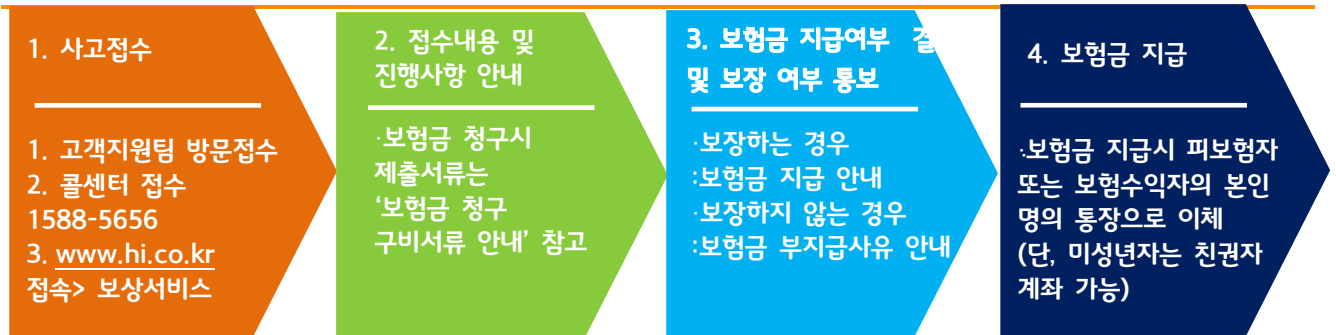 1. 사고접수
1. 고객지원팀 방문접수
2. 콜센터 접수
1588-5656
3. www.hi.co.kr
접속> 보상서비스
2. 접수내용 및
진행사항 안내
·보험금 청구시
제출서류는
‘보험금 청구
구비서류 안내’ 참고
3. 보험금 지급여부
및 보장 여부 통보
·보장하는 경우
:보험금 지급 안내
·보장하지 않는 경우
:보험금 부지급사유 안내
4. 보험금 지급
·보험금 지급시 피보험자
또는 보험수익자의 본인
명의 통장으로 이체
(단, 미성년자는 친권자
계좌 가능)